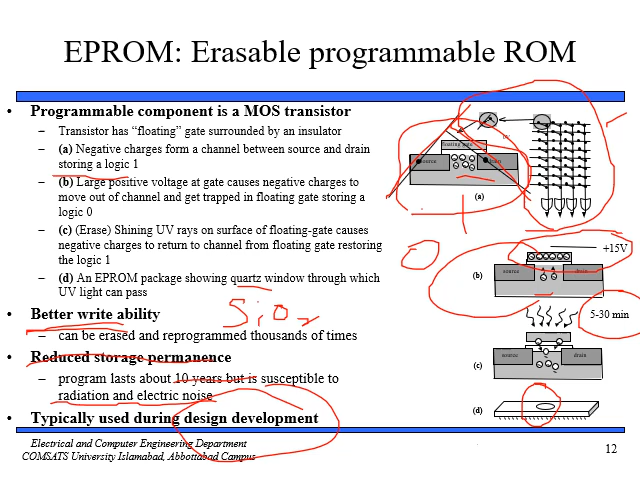 EPROM: Erasable programmable ROM
• Programmable component is a MOS transistor
– Transistor has “floating” gate surrounded by an insulator
– (a) Negative charges form a channel between source and drain
storing a logic 1
– (b) Large positive voltage at gate causes negative charges to
move out of channel and get trapped in floating gate storing a
logic 0
– (c) (Erase) Shining UV rays on surface of floating-gate causes
negative charges to return to channel from floating gate restoring
the logic 1
– (d) An EPROM package showing quartz window through which
UV light can pass
• Better write ability
– can be erased and reprogrammed thousands of times
• Reduced storage permanence
– program lasts about 10 years but is susceptible to
radiation and electric noise
• Typically used during design development
0V
floating gate
source
drain
(a)
1
0
+15V
source
drain
(b)
SiO2
5-30 min
source
drain
(c)
(d)
Electrical and Computer Engineering Department
COMSATS University Islamabad, Abbottabad Campus
12